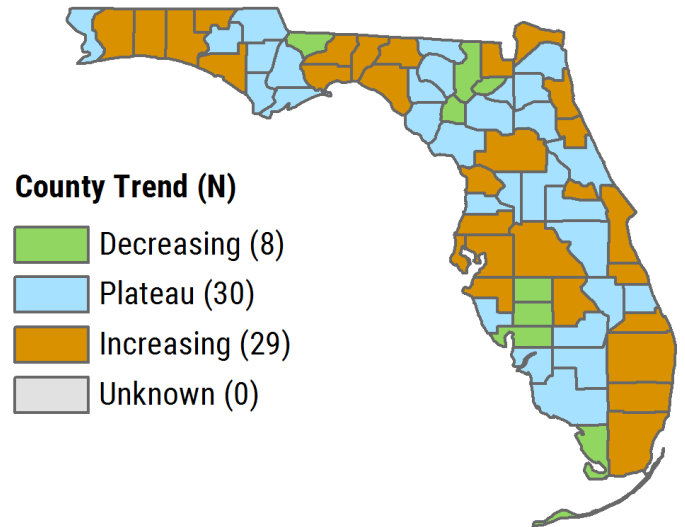 County Trend (N)
Decreasing (8)
Plateau (30)
Increasing (29)
Unknown (0)